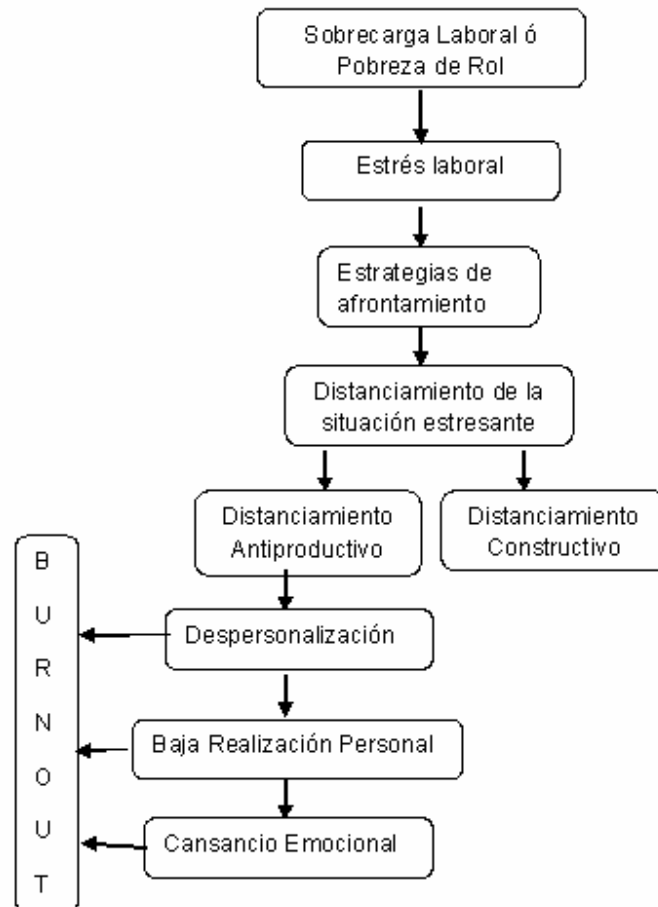 Sobrecarga Laboral ó
Pobreza de Rol
Estrés laboral
Estrategias de
afrontamiento
Distanciamiento de la
situación estresante
Distanciamiento
Antiproductivo
Distanciamiento
Constructivo
B
U
R
N
O
U
T
Despersonalización
Baja Realización Personal
Cansancio Emocional